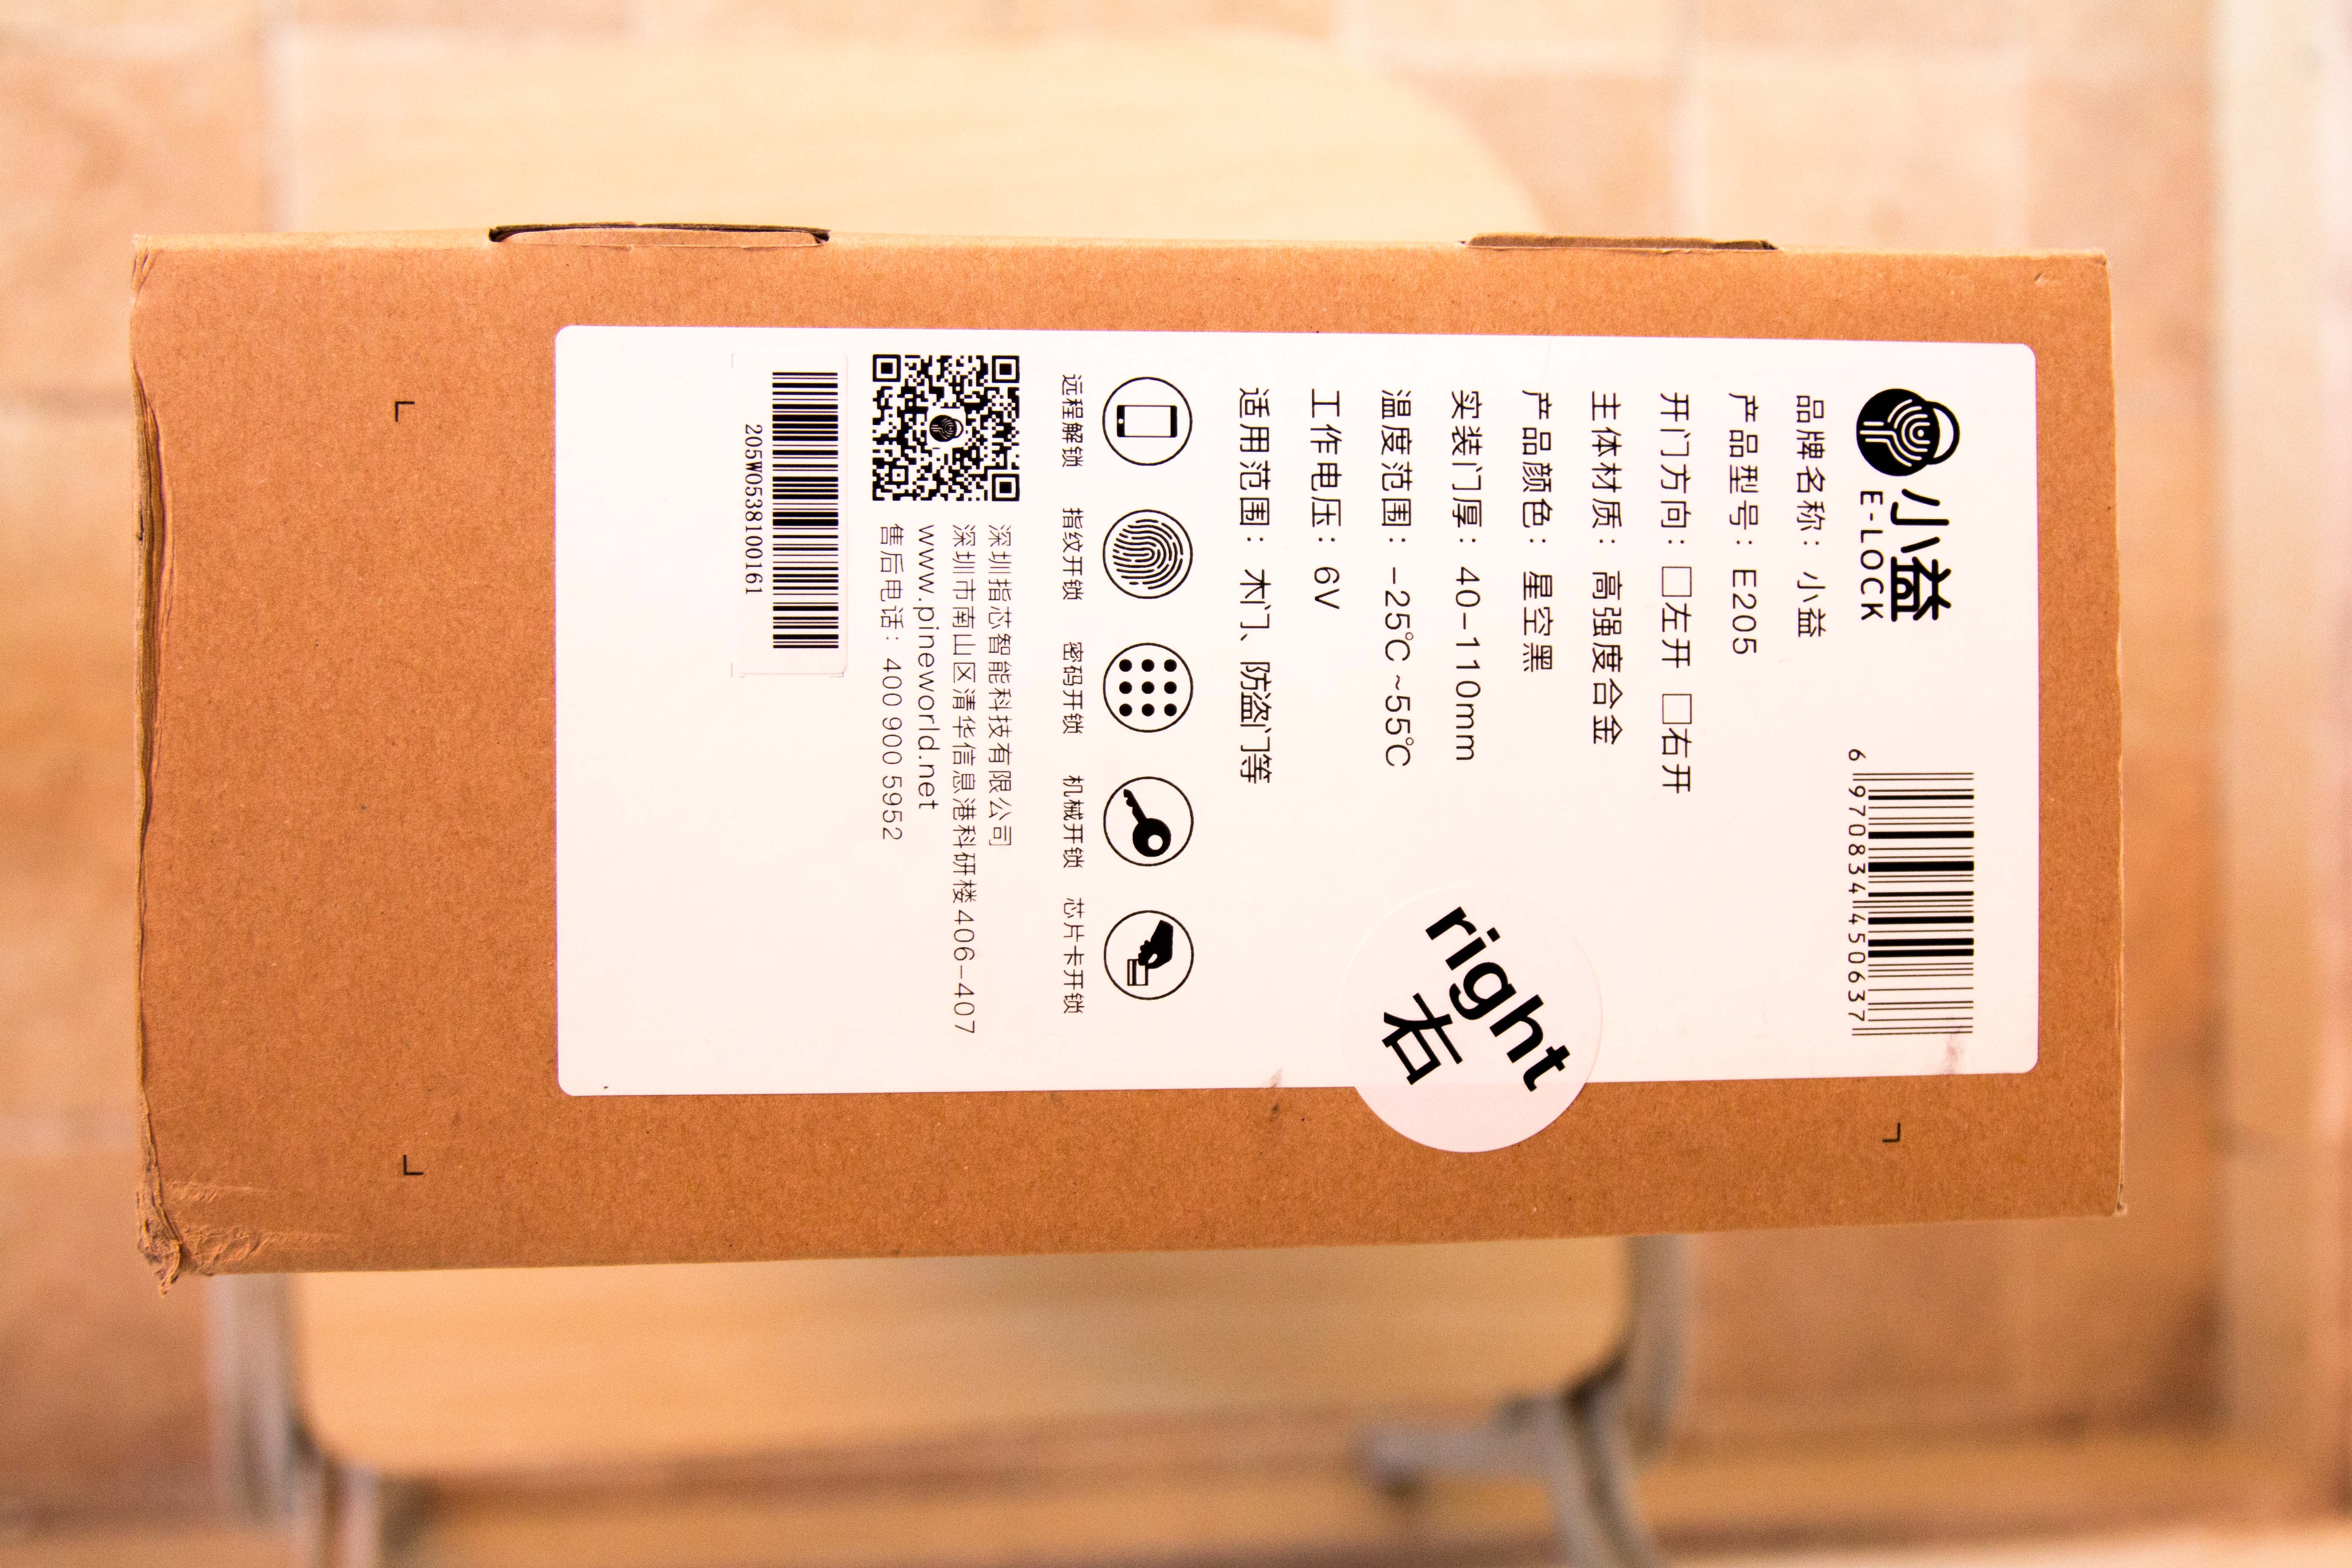 小益
E-LOCK
6 970834 450637
品牌名称：小益
产品型号：E205
开门方向：□左开 □右开
主体材质：高强度合金
产品颜色：星空黑
实装门厚：40-110mm
温度范围：-25℃~55℃
工作电压：6V
适用范围：木门、防盗门等
right
右
远程解锁 指纹开锁 密码开锁 机械开锁 芯片卡开锁
深圳指芯智能科技有限公司
深圳市南山区清华信息港科研楼406-407
www.pineworld.net
售后电话：400 900 5952
205W0538100161